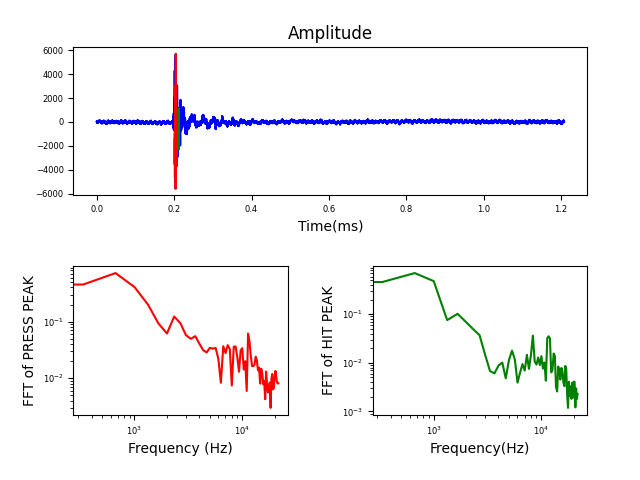 Amplitude
6000
4000
2000
0
−2000
−4000
−6000
0.0 0.2 0.4 0.6 0.8 1.0 1.2
Time(ms)
FFT of PRESS PEAK
10⁻¹
10⁻²
10³ 10⁴
Frequency (Hz)
FFT of HIT PEAK
10⁻¹
10⁻²
10⁻³
10³ 10⁴
Frequency(Hz)